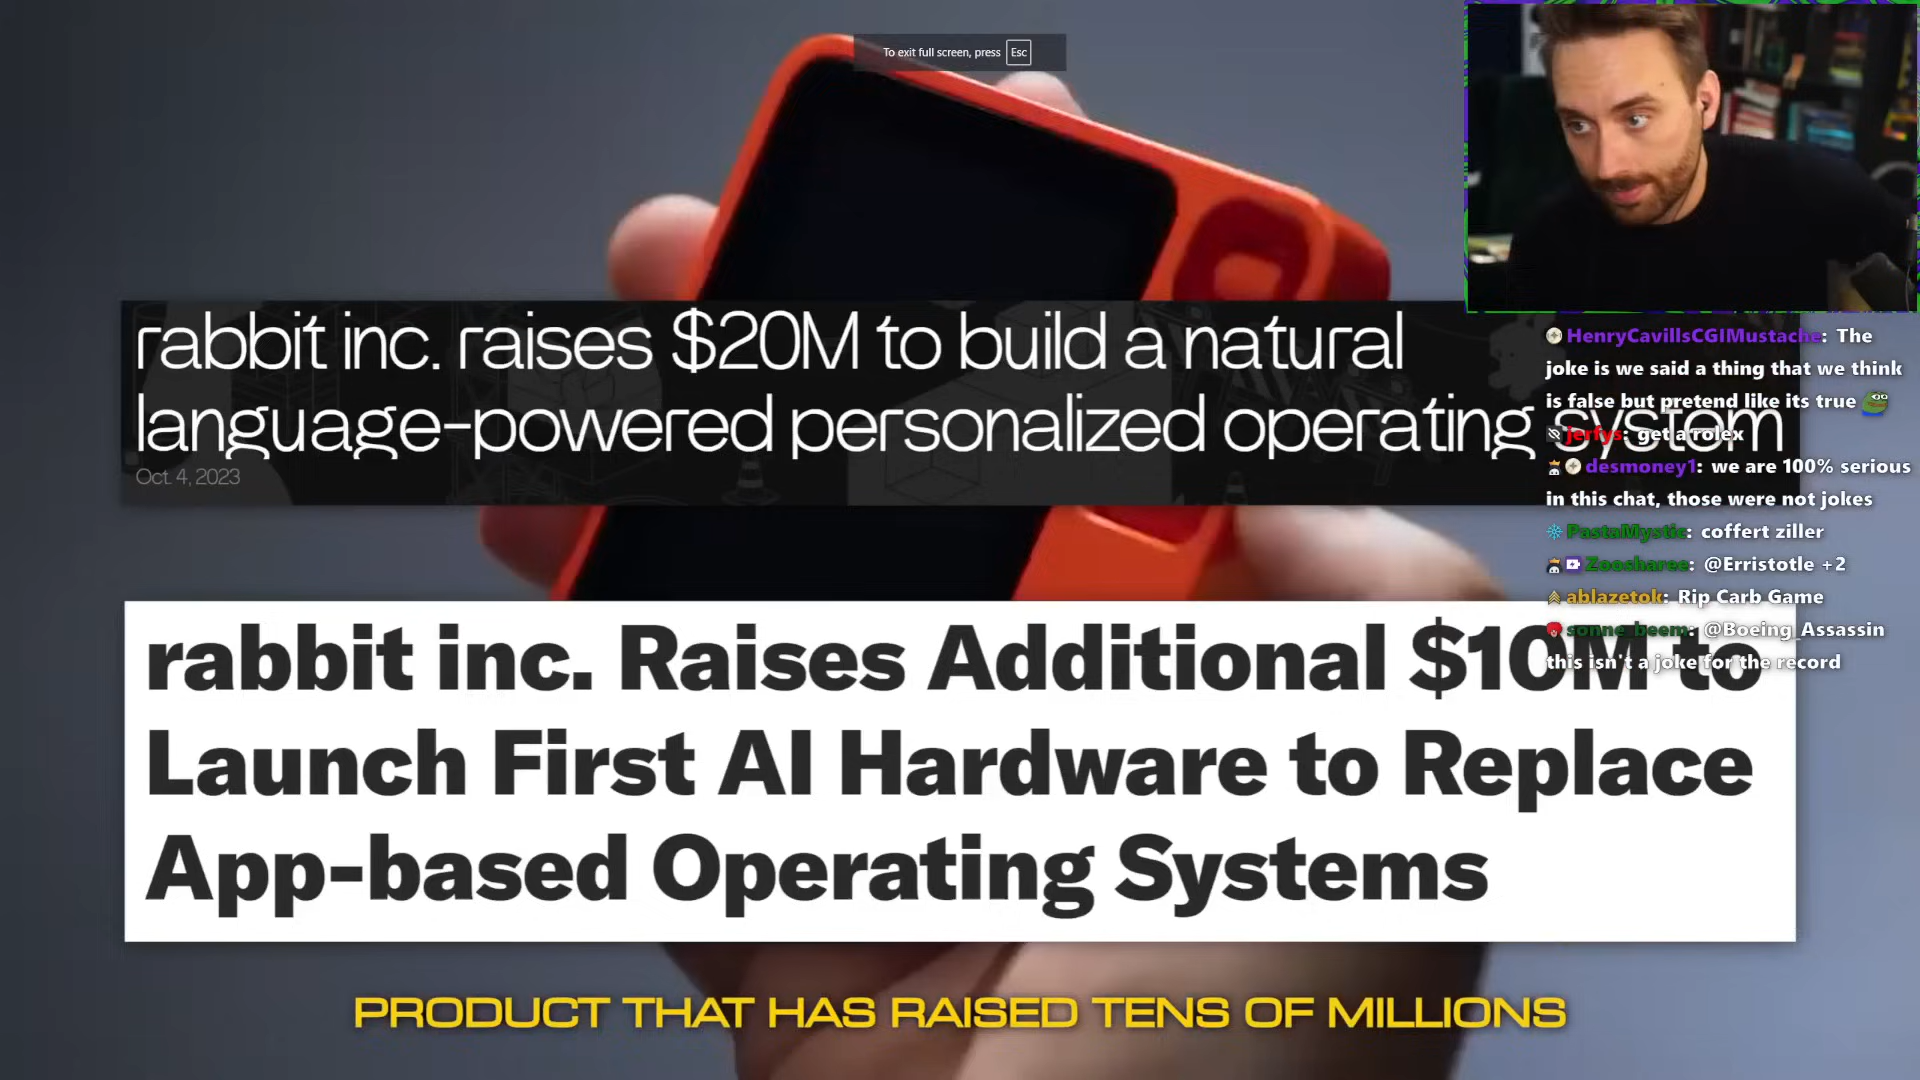 To exit full screen, press Esc
rabbit inc. raises $20M to build a natural
language-powered personalized operating system
Oct. 4, 2023
HenryCavillsCGIMustache: The
joke is we said a thing that we think
is false but pretend like its true
jerfys: get a rolex
desmoney1: we are 100% serious
in this chat, those were not jokes
PastaMystic: coffert ziller
Zoosharee: @Erristotle +2
ablazetok: Rip Carb Game
sonne_beem: @Boeing_Assassin
this isn't a joke for the record
rabbit inc. Raises Additional $10M to
Launch First AI Hardware to Replace
App-based Operating Systems
PRODUCT THAT HAS RAISED TENS OF MILLIONS